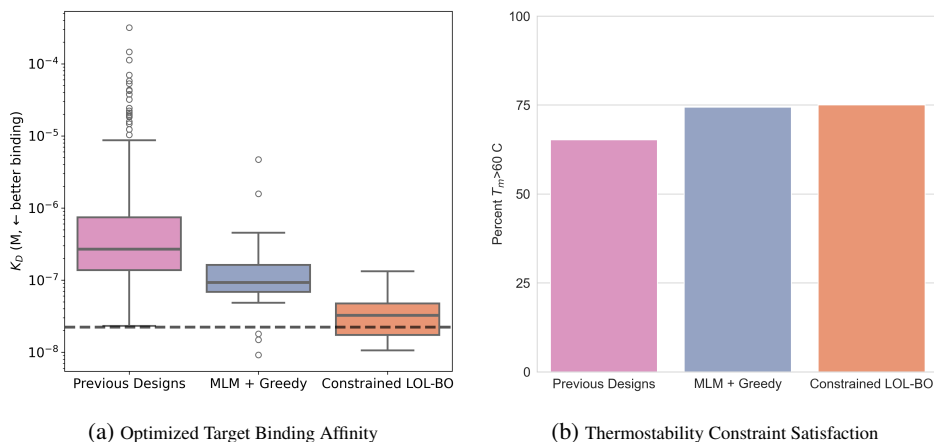 10⁻⁴
10⁻⁵
10⁻⁶
10⁻⁷
10⁻⁸
K_D (M, ← better binding)
Previous Designs MLM + Greedy Constrained LOL-BO
(a) Optimized Target Binding Affinity
100
75
50
25
0
Percent T_m>60 C
Previous Designs MLM + Greedy Constrained LOL-BO
(b) Thermostability Constraint Satisfaction